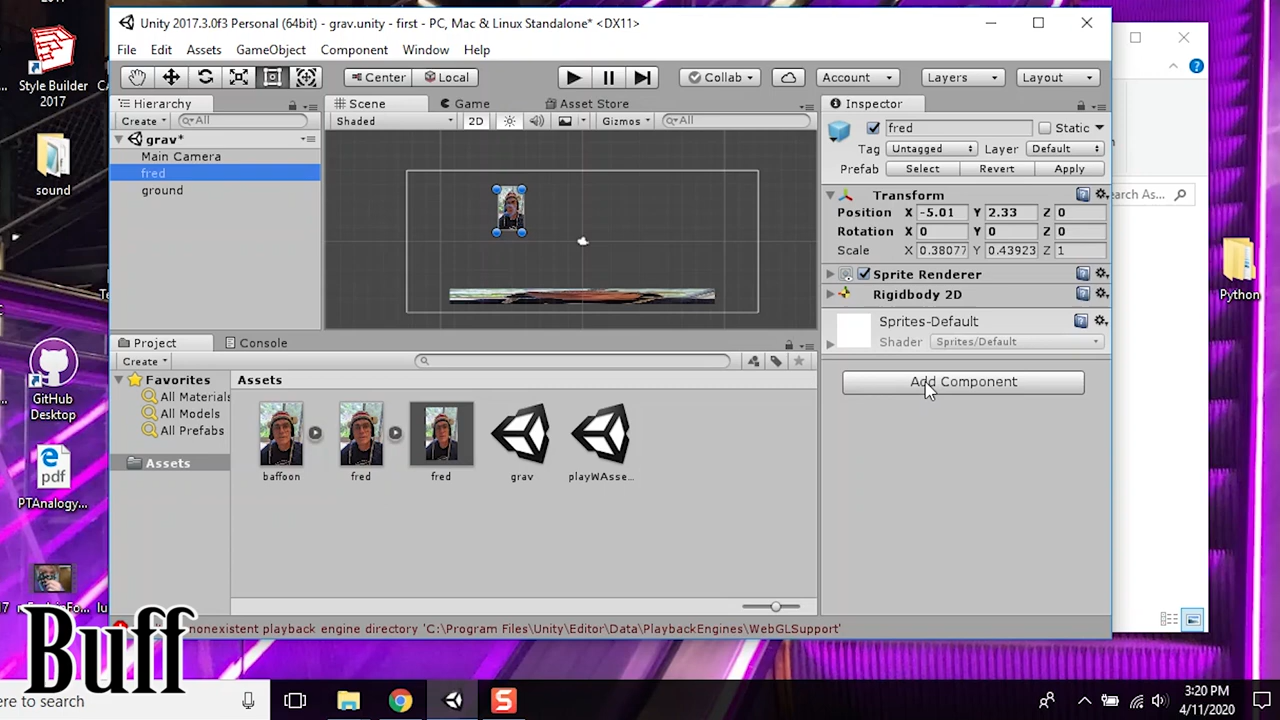 Unity 2017.3.0f3 Personal (64bit) - grav.unity - first - PC, Mac & Linux Standalone* <DX11>
File Edit Assets GameObject Component Window Help
Center Local Collab Account Layers Layout
Hierarchy Scene Game Asset Store Inspector
Create All Shaded 2D Gizmos All
grav*
Main Camera
fred
ground
fred Static
Tag Untagged Layer Default
Prefab Select Revert Apply
Transform
Position X -5.01 Y 2.33 Z 0
Rotation X 0 Y 0 Z 0
Scale X 0.38077 Y 0.43923 Z 1
Sprite Renderer
Rigidbody 2D
Sprites-Default
Shader Sprites/Default
Add Component
Project Console
Create
Favorites
All Materials
All Models
All Prefabs
Assets
Assets
baffoon fred fred grav playWAsse...
nonexistent playback engine directory 'C:\Program Files\Unity\Editor\Data\PlaybackEngines\WebGLSupport'
Style Builder
2017
sound
GitHub
Desktop
pdf
PTAnalogy...
Python
Buff
ere to search
3:20 PM
4/11/2020